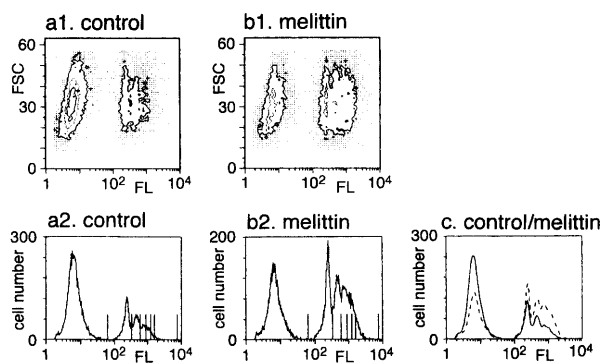 a1. control
b1. melittin
60
FSC
30
0
1
10²
FL
10⁴
60
FSC
30
0
1
10²
FL
10⁴
a2. control
b2. melittin
c. control/melittin
300
cell number
0
1
10²
FL
10⁴
200
cell number
0
1
10²
FL
10⁴
300
cell number
0
1
10²
FL
10⁴